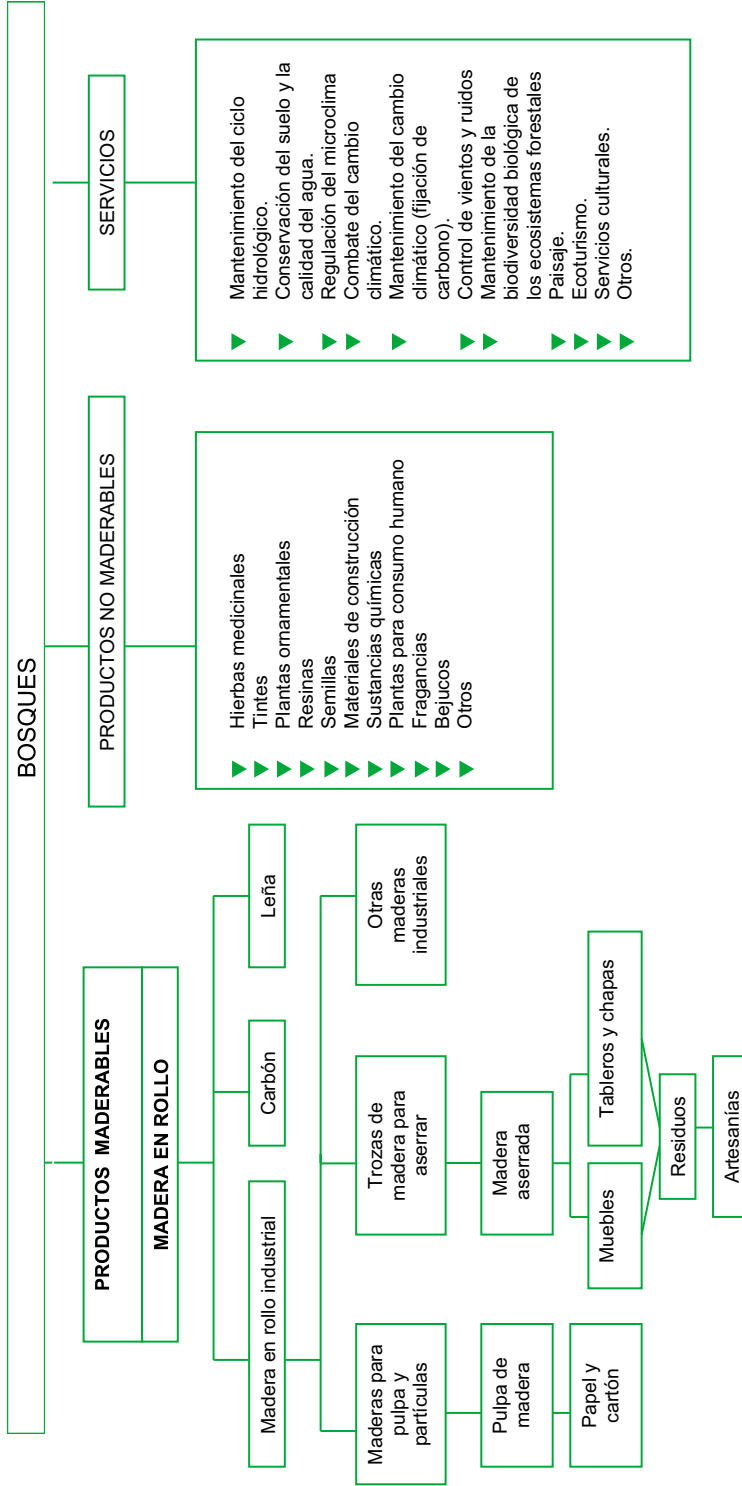 BOSQUES
PRODUCTOS MADERABLES
MADERA EN ROLLO
Madera en rollo industrial
Carbón
Leña
Maderas para
pulpa y
partículas
Trozas de
madera para
aserrar
Otras
maderas
industriales
Pulpa de
madera
Madera
aserrada
Papel y
cartón
Muebles
Tableros y chapas
Residuos
Artesanías
PRODUCTOS NO MADERABLES
Hierbas medicinales
Tintes
Plantas ornamentales
Resinas
Semillas
Materiales de construcción
Sustancias químicas
Plantas para consumo humano
Fragancias
Bejucos
Otros
SERVICIOS
Mantenimiento del ciclo
hidrológico.
Conservación del suelo y la
calidad del agua.
Regulación del microclima
Combate del cambio
climático.
Mantenimiento del cambio
climático (fijación de
carbono).
Control de vientos y ruidos
Mantenimiento de la
biodiversidad biológica de
los ecosistemas forestales
Paisaje.
Ecoturismo.
Servicios culturales.
Otros.